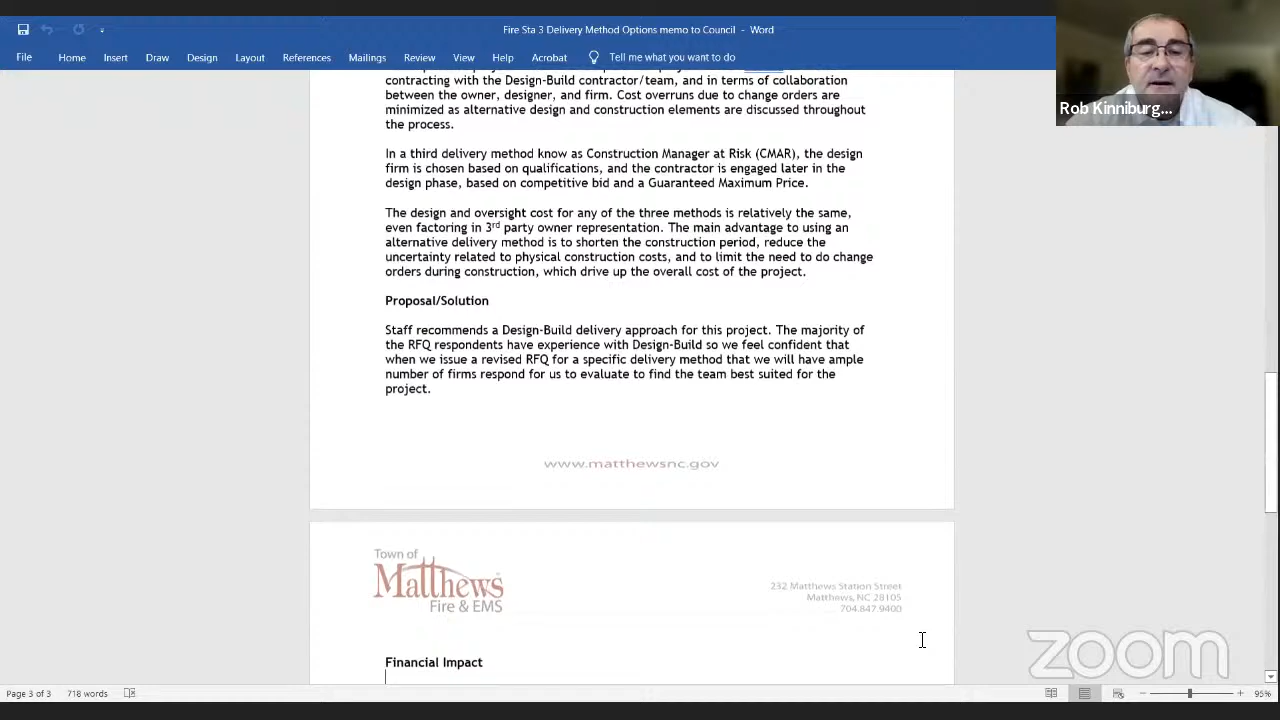 Fire Sta 3 Delivery Method Options memo to Council - Word
File Home Insert Draw Design Layout References Mailings Review View Help Acrobat Tell me what you want to do
Rob Kinniburg...
contracting with the Design-Build contractor/team, and in terms of collaboration
between the owner, designer, and firm. Cost overruns due to change orders are
minimized as alternative design and construction elements are discussed throughout
the process.
In a third delivery method know as Construction Manager at Risk (CMAR), the design
firm is chosen based on qualifications, and the contractor is engaged later in the
design phase, based on competitive bid and a Guaranteed Maximum Price.
The design and oversight cost for any of the three methods is relatively the same,
even factoring in 3rd party owner representation. The main advantage to using an
alternative delivery method is to shorten the construction period, reduce the
uncertainty related to physical construction costs, and to limit the need to do change
orders during construction, which drive up the overall cost of the project.
Proposal/Solution
Staff recommends a Design-Build delivery approach for this project. The majority of
the RFQ respondents have experience with Design-Build so we feel confident that
when we issue a revised RFQ for a specific delivery method that we will have ample
number of firms respond for us to evaluate to find the team best suited for the
project.
www.matthewsnc.gov
Town of
Matthews
Fire & EMS
232 Matthews Station Street
Matthews, NC 28105
704.847.9400
Financial Impact
zoom
Page 3 of 3 718 words 95%